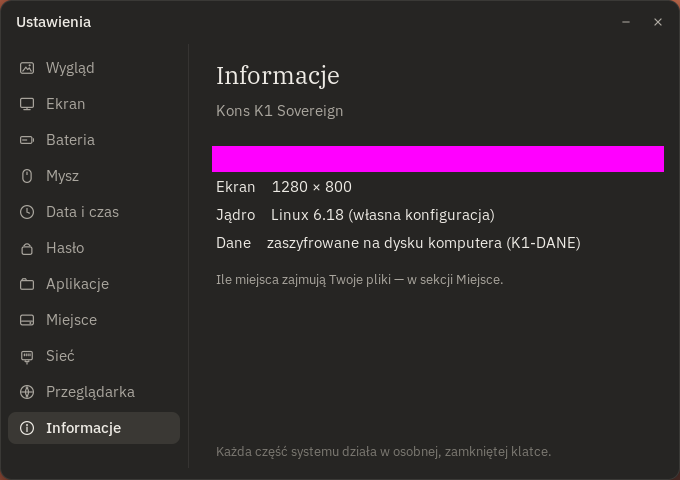 Ustawienia
Wygląd
Ekran
Bateria
Mysz
Data i czas
Hasło
Aplikacje
Miejsce
Sieć
Przeglądarka
Informacje
Informacje
Kons K1 Sovereign
Ekran 1280 × 800
Jądro Linux 6.18 (własna konfiguracja)
Dane zaszyfrowane na dysku komputera (K1-DANE)
Ile miejsca zajmują Twoje pliki — w sekcji Miejsce.
Każda część systemu działa w osobnej, zamkniętej klatce.